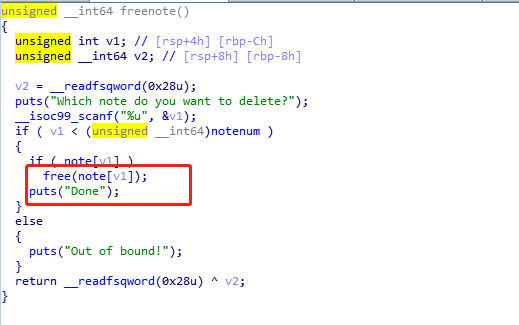 unsigned __int64 freenote()
{
  unsigned int v1; // [rsp+4h] [rbp-Ch]
  unsigned __int64 v2; // [rsp+8h] [rbp-8h]

  v2 = __readfsqword(0x28u);
  puts("Which note do you want to delete?");
  __isoc99_scanf("%u", &v1);
  if ( v1 < (unsigned __int64)notenum )
  {
    if ( note[v1] )
      free(note[v1]);
    puts("Done");
  }
  else
  {
    puts("Out of bound!");
  }
  return __readfsqword(0x28u) ^ v2;
}